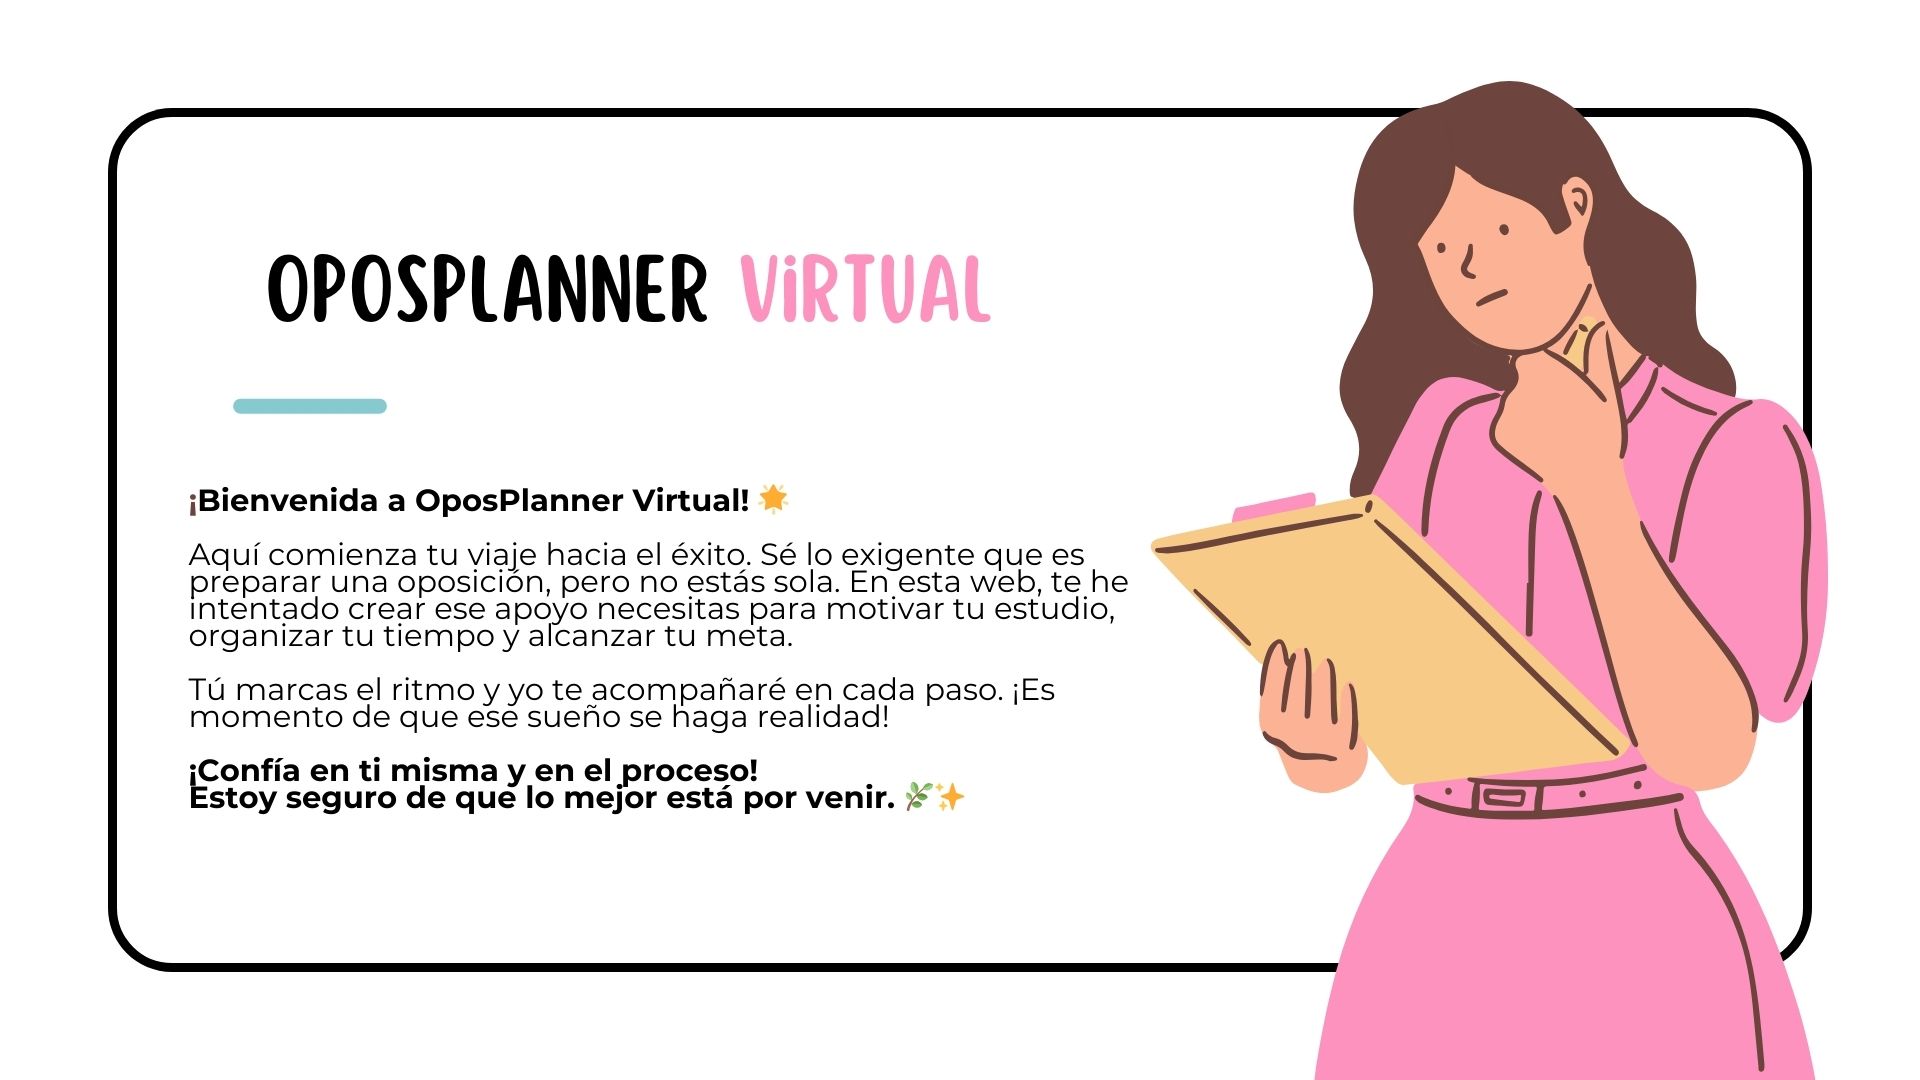 OPOSPLANNER ViRTUAL
¡Bienvenida a OposPlanner Virtual! 🌟
Aquí comienza tu viaje hacia el éxito. Sé lo exigente que es
preparar una oposición, pero no estás sola. En esta web, te he
intentado crear ese apoyo necesitas para motivar tu estudio,
organizar tu tiempo y alcanzar tu meta.
Tú marcas el ritmo y yo te acompañaré en cada paso. ¡Es
momento de que ese sueño se haga realidad!
¡Confía en ti misma y en el proceso!
Estoy seguro de que lo mejor está por venir. 🌿✨